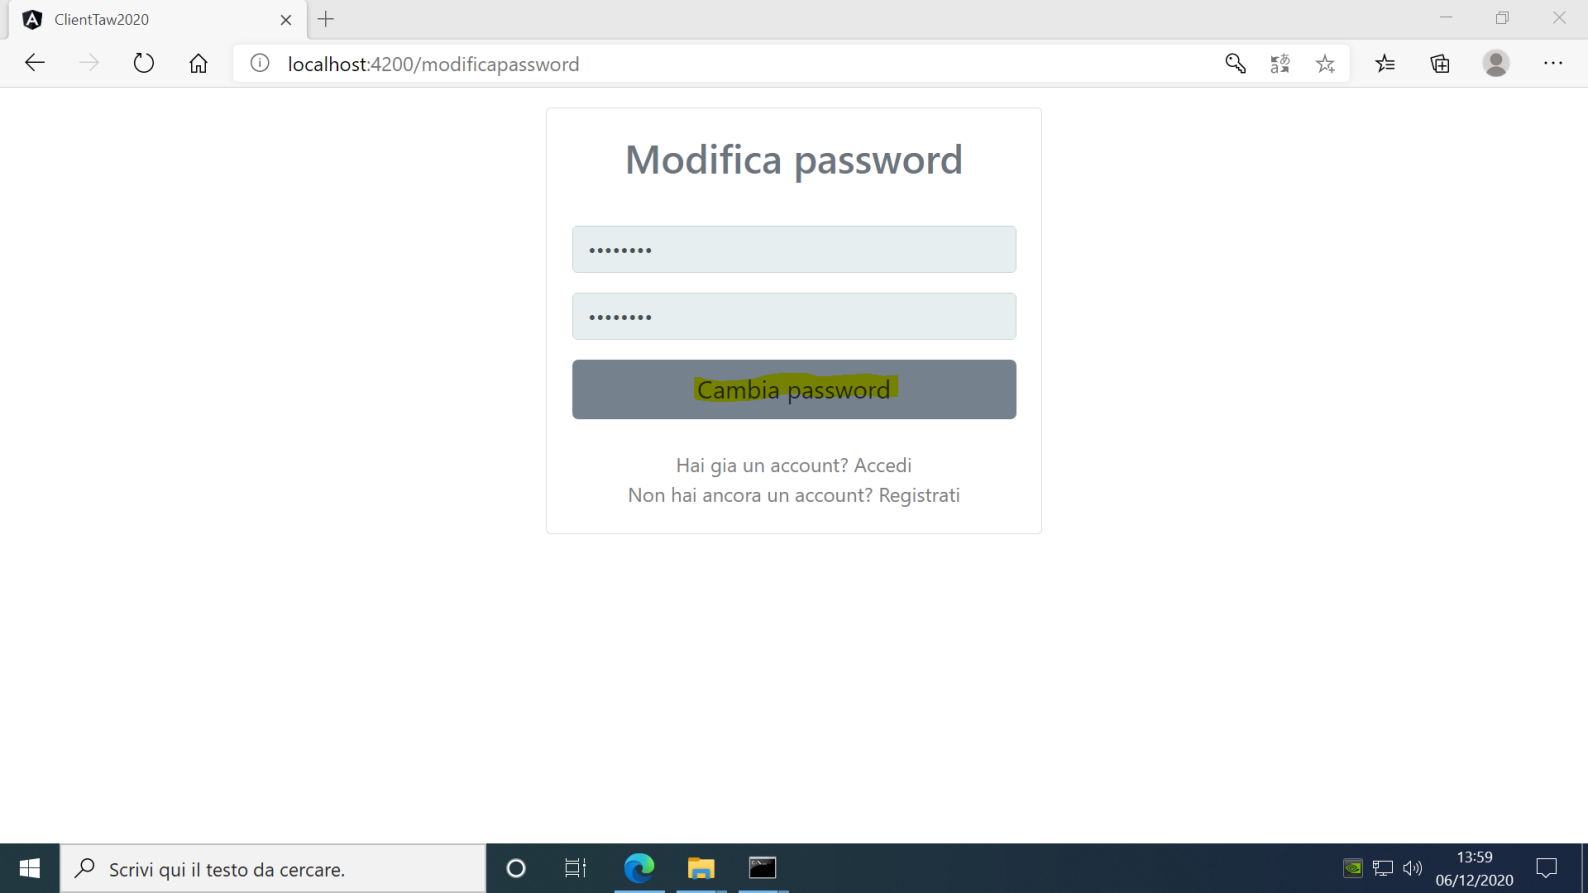 ClientTaw2020
localhost:4200/modificapassword
Modifica password
••••••••
••••••••
Cambia password
Hai gia un account? Accedi
Non hai ancora un account? Registrati
Scrivi qui il testo da cercare.
13:59
06/12/2020